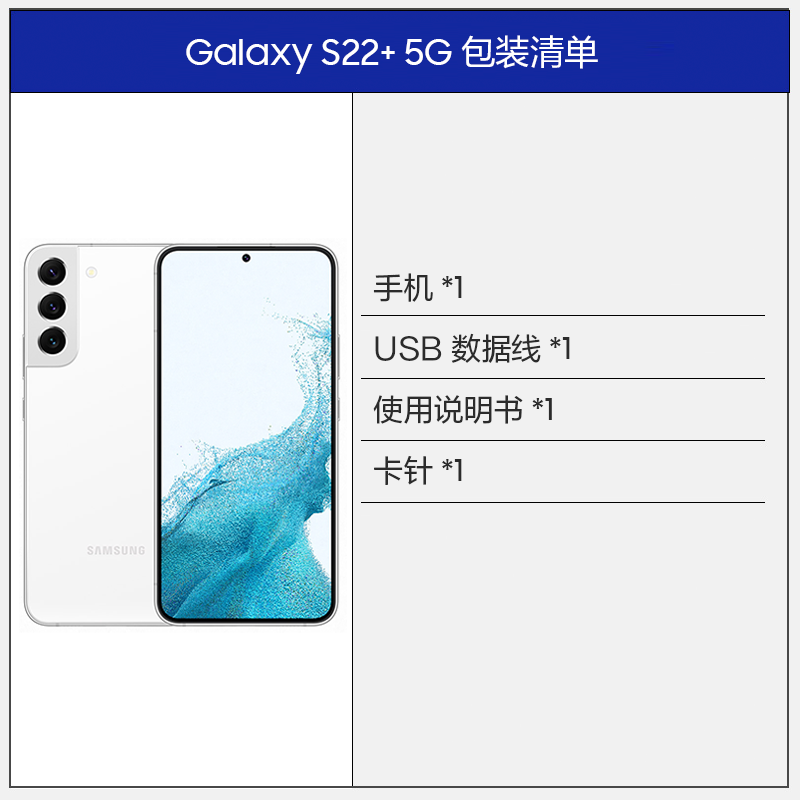 Galaxy S22+ 5G 包装清单
手机 *1
USB 数据线 *1
使用说明书 *1
卡针 *1
SAMSUNG